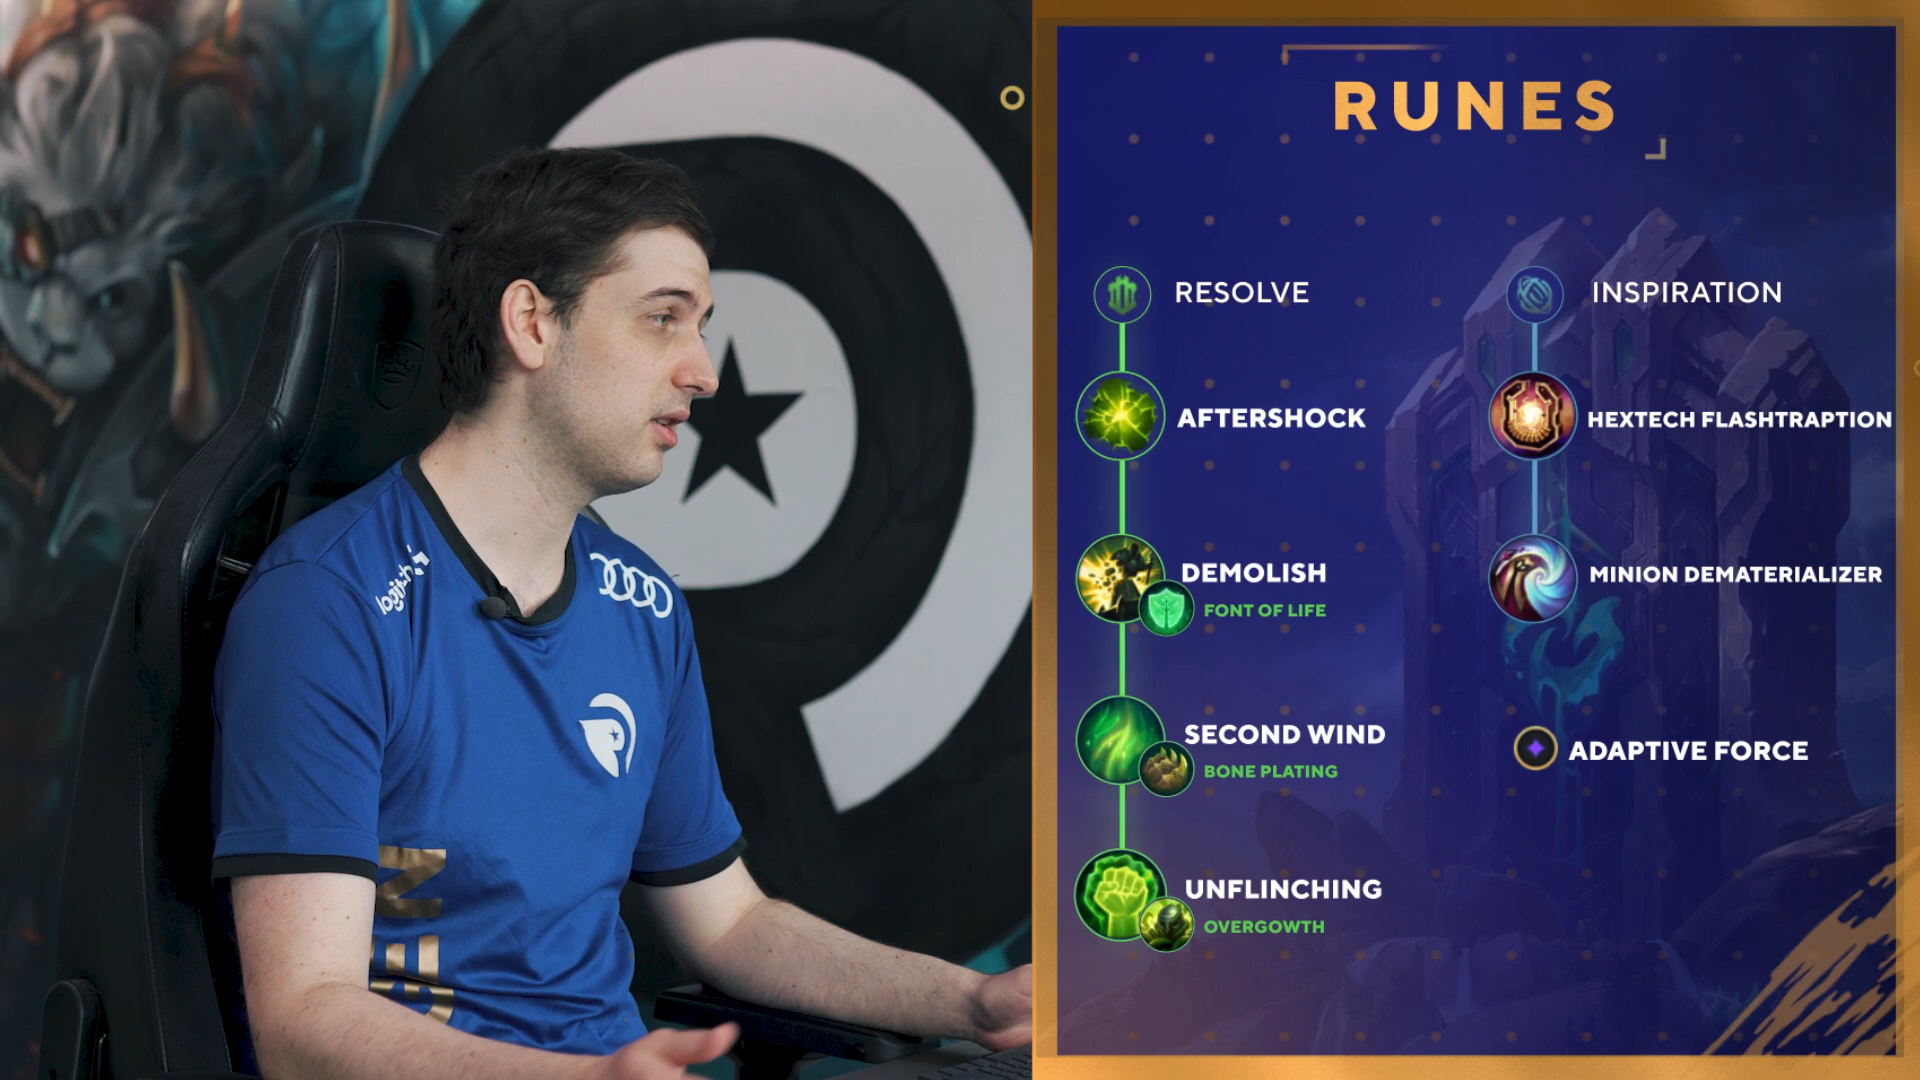 RUNES
RESOLVE
AFTERSHOCK
DEMOLISH
FONT OF LIFE
SECOND WIND
BONE PLATING
UNFLINCHING
OVERGROWTH
INSPIRATION
HEXTECH FLASHTRAPTION
MINION DEMATERIALIZER
ADAPTIVE FORCE
logitech